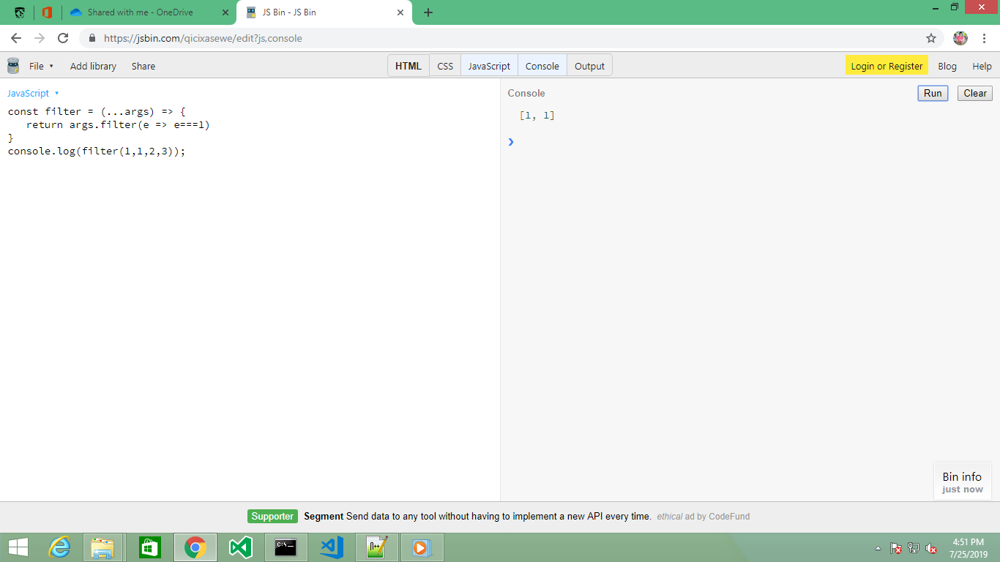 Shared with me - OneDrive
JS Bin - JS Bin
https://jsbin.com/qicixasewe/edit?js,console
File
Add library
Share
HTML
CSS
JavaScript
Console
Output
Login or Register
Blog
Help
JavaScript
const filter = (...args) => {
   return args.filter(e => e===1)
}
console.log(filter(1,1,2,3));
Console
Run
Clear
[1, 1]
Bin info
just now
Supporter Segment Send data to any tool without having to implement a new API every time. ethical ad by CodeFund
4:51 PM
7/25/2019